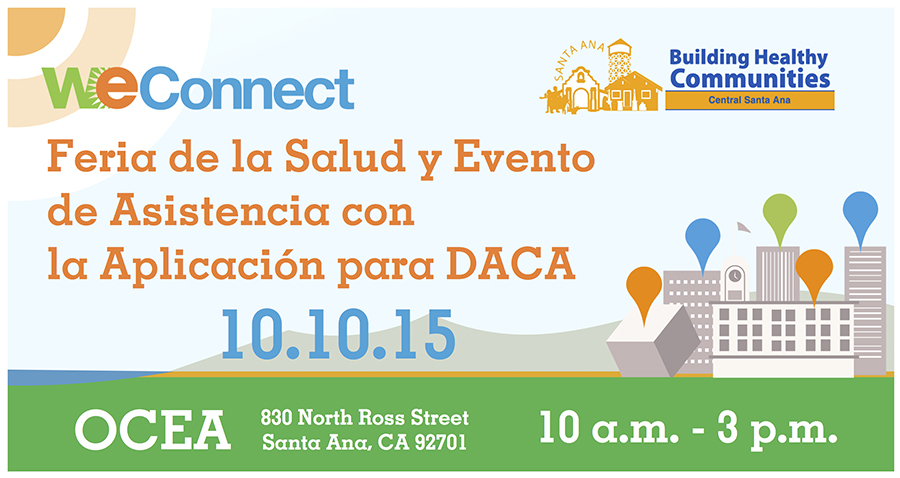 WeConnect
SANTA ANA
Building Healthy
Communities
Central Santa Ana
Feria de la Salud y Evento
de Asistencia con
la Aplicación para DACA
10.10.15
OCEA
830 North Ross Street
Santa Ana, CA 92701
10 a.m. - 3 p.m.